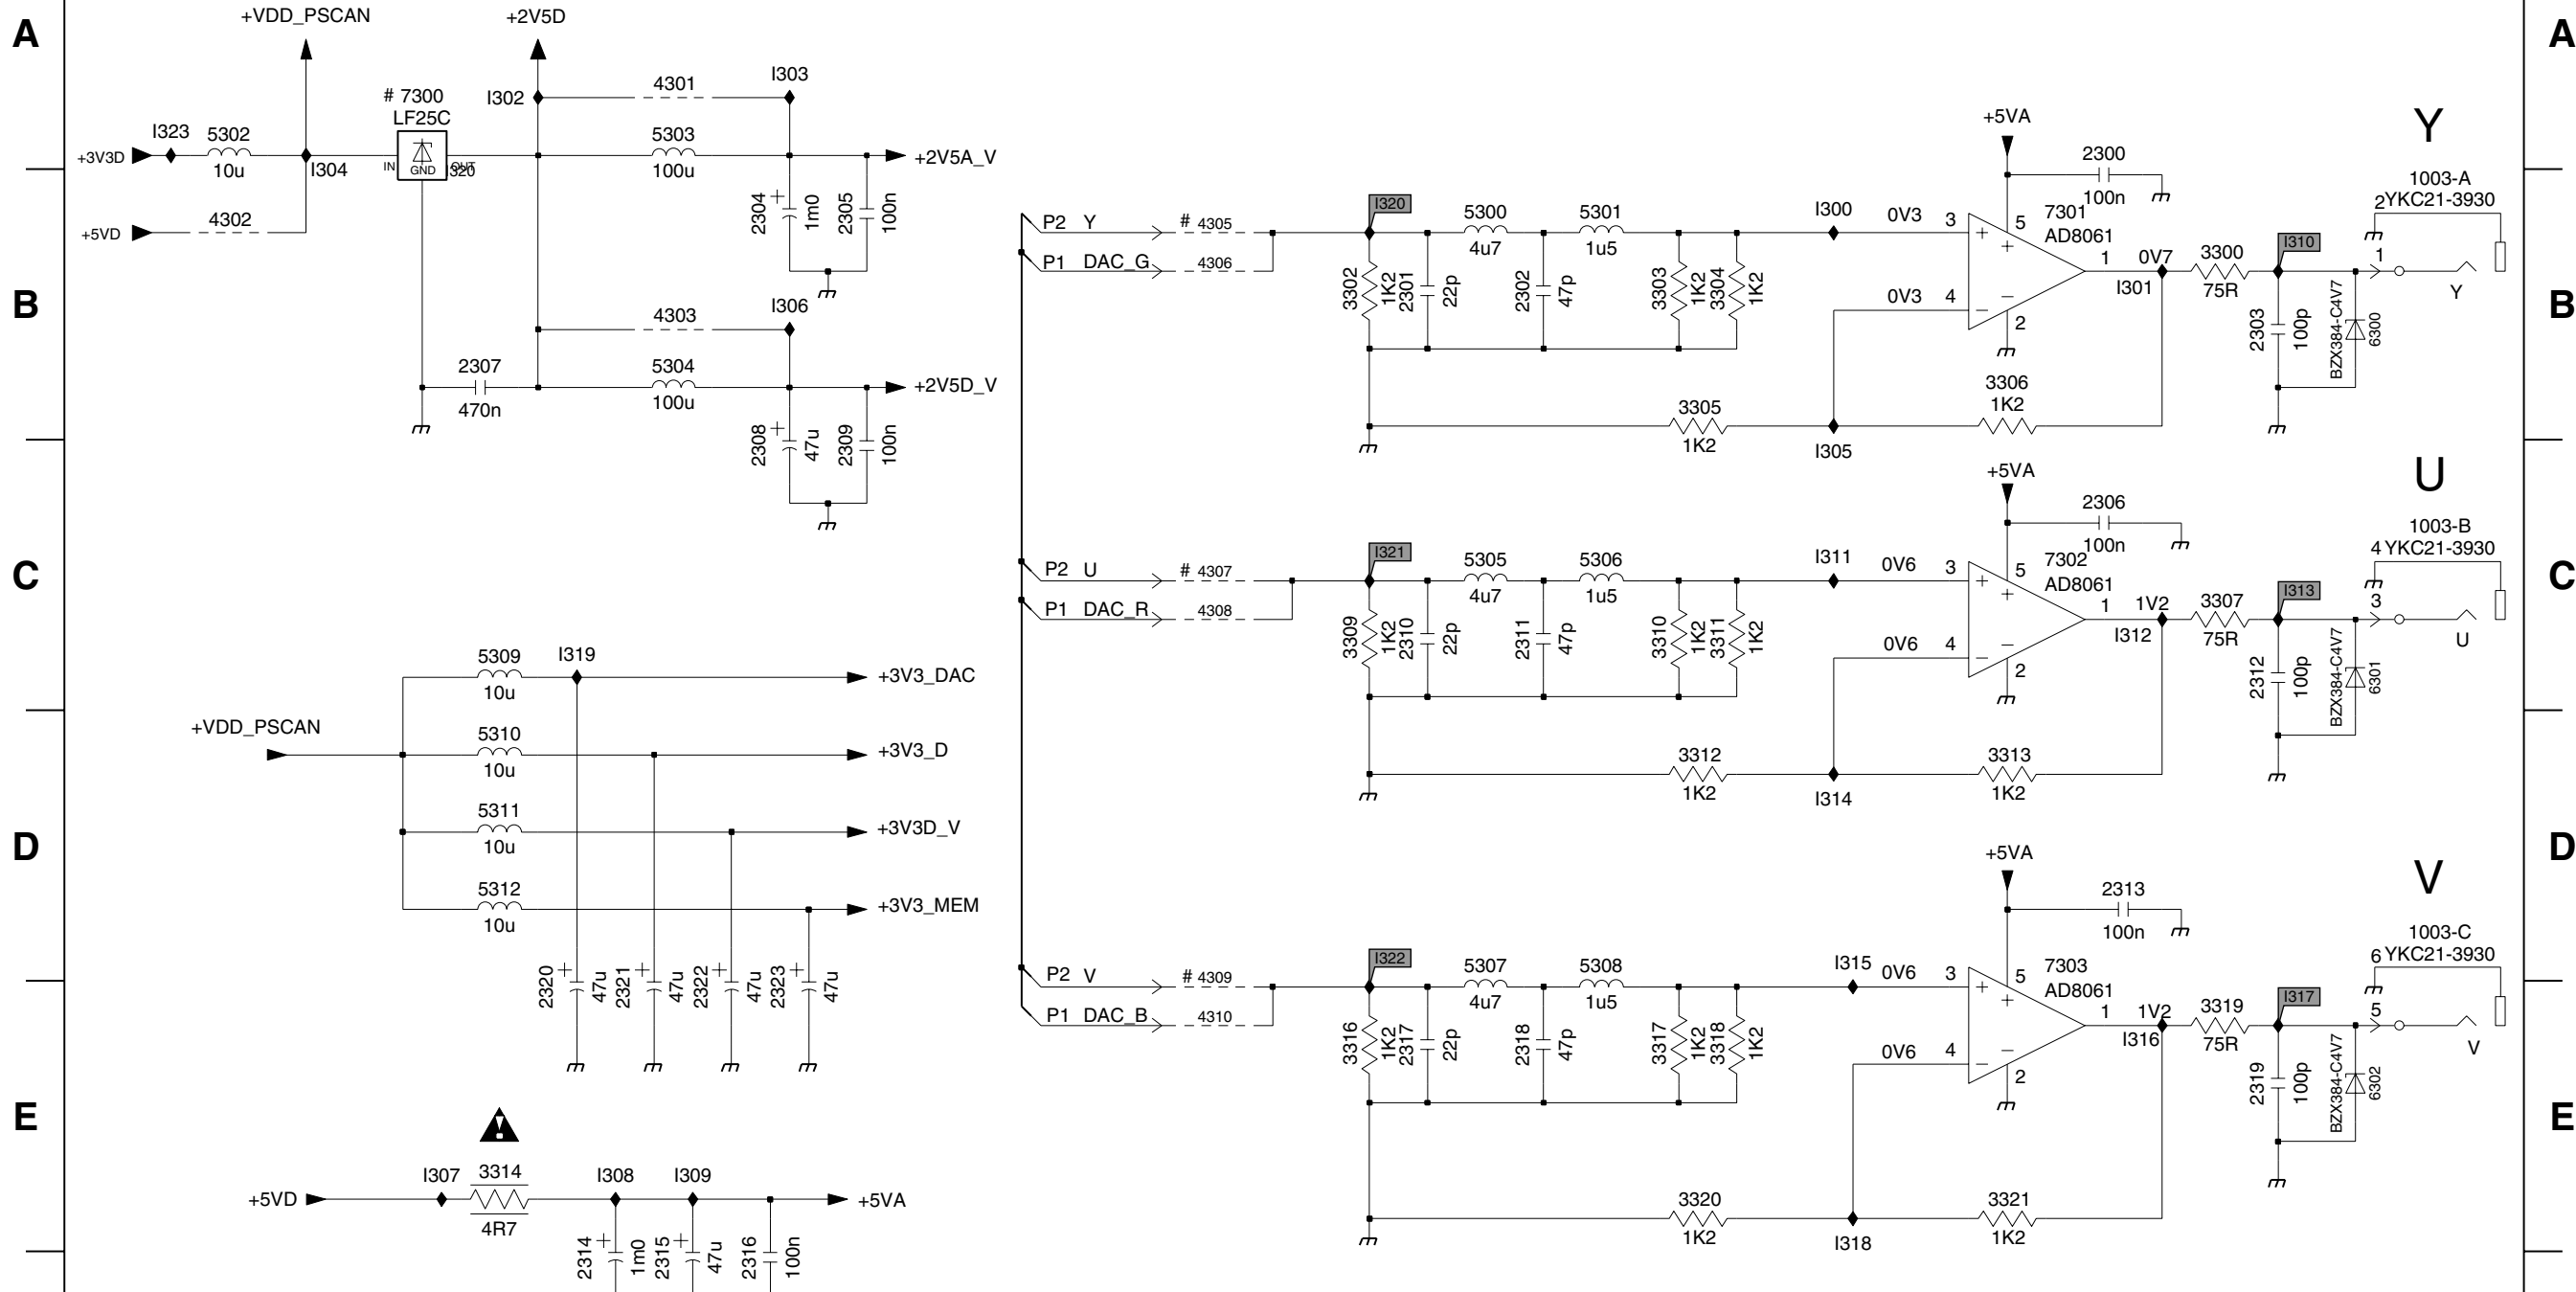 A
+VDD_PSCAN
+2V5D
A
# 7300
LF25C
I323
5302
10u
+3V3D
I304
IN
GND
OUT
I320
I302
4301
I303
5303
100u
+2V5A_V
+5VD
4302
2304
1m0
2305
100n
B
4303
I306
2307
470n
5304
100u
+2V5D_V
2308
47u
2309
100n
P2 Y
# 4305
P1 DAC_G
4306
I320
5300
4u7
5301
1u5
I300
0V3
3
3302
1K2
2301
22p
2302
47p
3303
1K2
3304
1K2
+5VA
2300
100n
5
7301
AD8061
0V3
4
2
1
0V7
I301
3300
75R
I310
Y
1003-A
2 YKC21-3930
1
Y
2303
100p
BZX384-C4V7
6300
B
3305
1K2
I305
3306
1K2
C
P2 U
# 4307
P1 DAC_R
4308
I321
5305
4u7
5306
1u5
I311
0V6
3
3309
1K2
2310
22p
2311
47p
3310
1K2
3311
1K2
+5VA
2306
100n
5
7302
AD8061
0V6
4
2
1
1V2
I312
3307
75R
I313
U
1003-B
4 YKC21-3930
3
U
2312
100p
BZX384-C4V7
6301
C
3312
1K2
I314
3313
1K2
5309
10u
I319
+3V3_DAC
+VDD_PSCAN
5310
10u
+3V3_D
D
5311
10u
+3V3D_V
5312
10u
+3V3_MEM
2320
47u
2321
47u
2322
47u
2323
47u
P2 V
# 4309
P1 DAC_B
4310
I322
5307
4u7
5308
1u5
I315
0V6
3
3316
1K2
2317
22p
2318
47p
3317
1K2
3318
1K2
D
+5VA
2313
100n
5
7303
AD8061
0V6
4
2
1
1V2
I316
3319
75R
I317
V
1003-C
6 YKC21-3930
5
V
2319
100p
BZX384-C4V7
6302
E
E
3320
1K2
I318
3321
1K2
+5VD
I307
3314
4R7
I308
I309
+5VA
2314
1m0
2315
47u
2316
100n